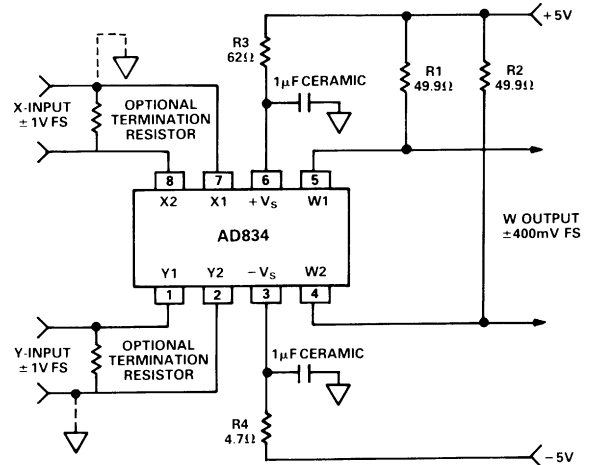 +5V
R3
62Ω
R1
49.9Ω
R2
49.9Ω
1μF CERAMIC
X-INPUT
±1V FS
OPTIONAL
TERMINATION
RESISTOR
8 7 6 5
X2 X1 +VS W1
AD834
Y1 Y2 −VS W2
1 2 3 4
W OUTPUT
±400mV FS
Y-INPUT
±1V FS
OPTIONAL
TERMINATION
RESISTOR
1μF CERAMIC
R4
4.7Ω
−5V